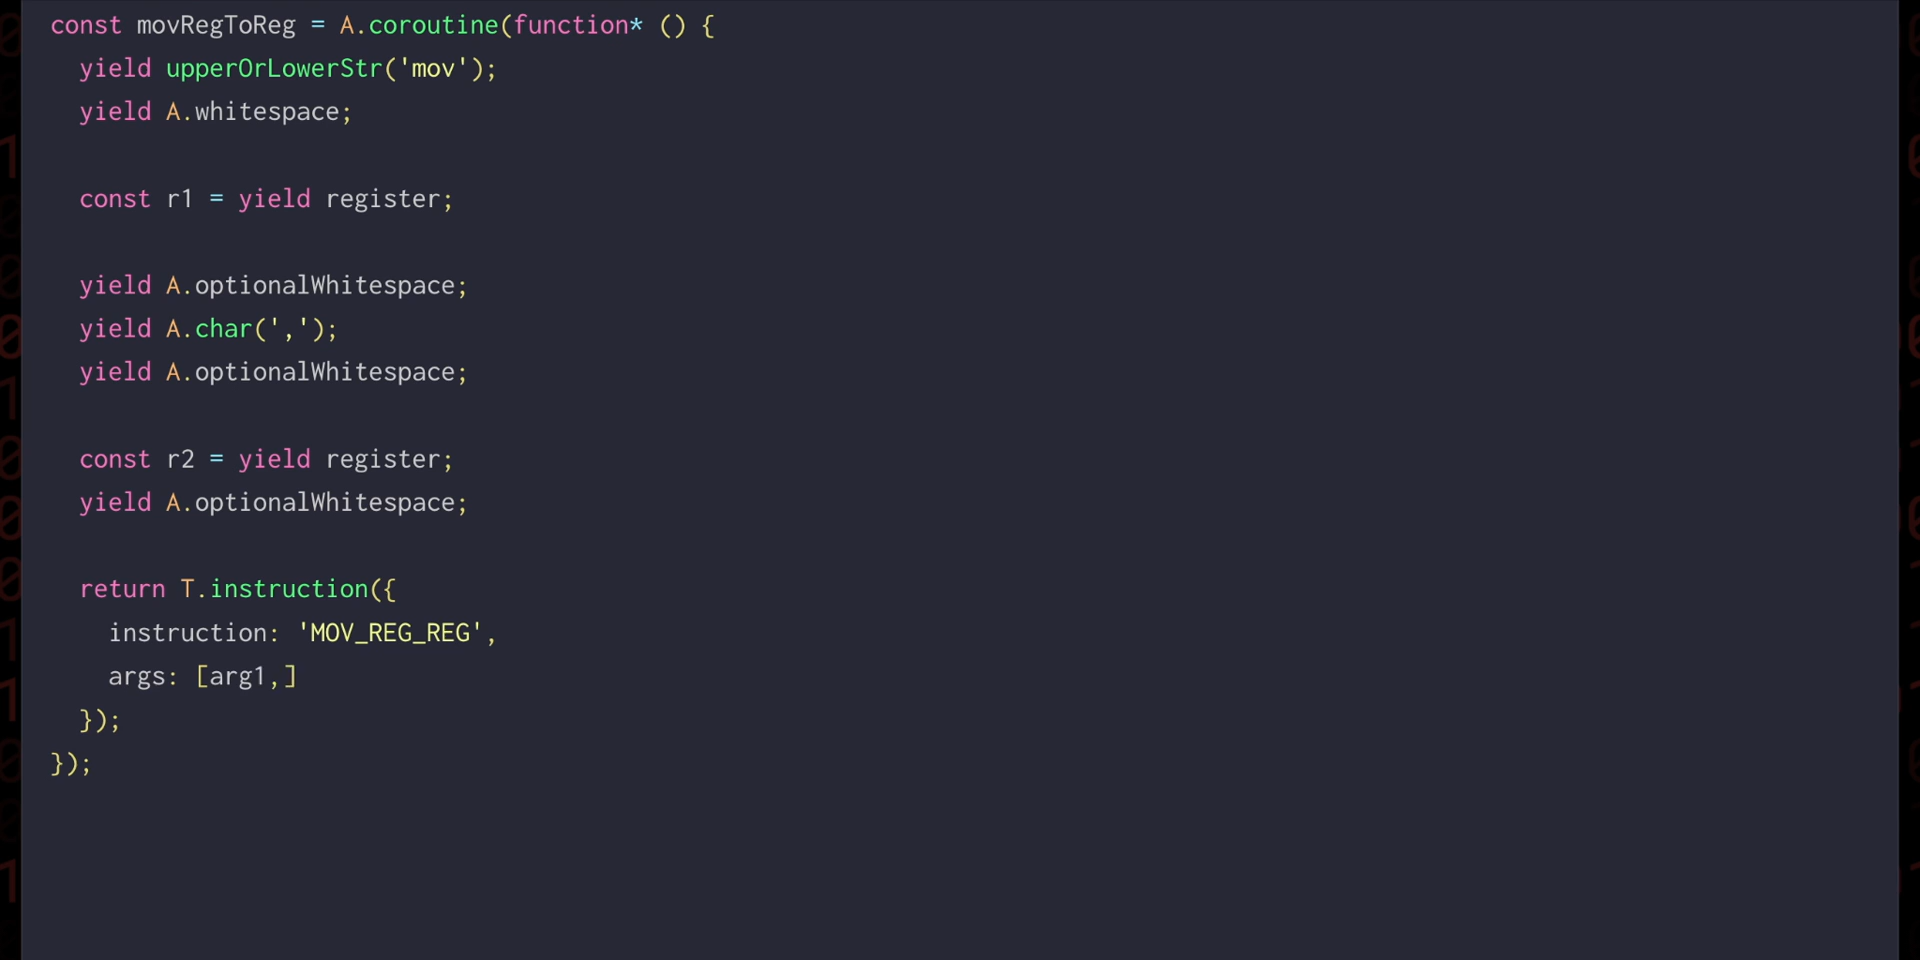 const movRegToReg = A.coroutine(function* () {
  yield upperOrLowerStr('mov');
  yield A.whitespace;

  const r1 = yield register;

  yield A.optionalWhitespace;
  yield A.char(',');
  yield A.optionalWhitespace;

  const r2 = yield register;
  yield A.optionalWhitespace;

  return T.instruction({
    instruction: 'MOV_REG_REG',
    args: [arg1,]
  });
});